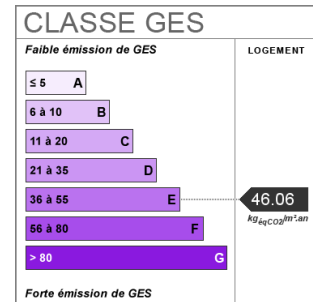 CLASSE GES
Faible émission de GES
LOGEMENT
≤ 5 A
6 à 10 B
11 à 20 C
21 à 35 D
36 à 55 E
46.06
kgéqCO2/m².an
56 à 80 F
> 80 G
Forte émission de GES